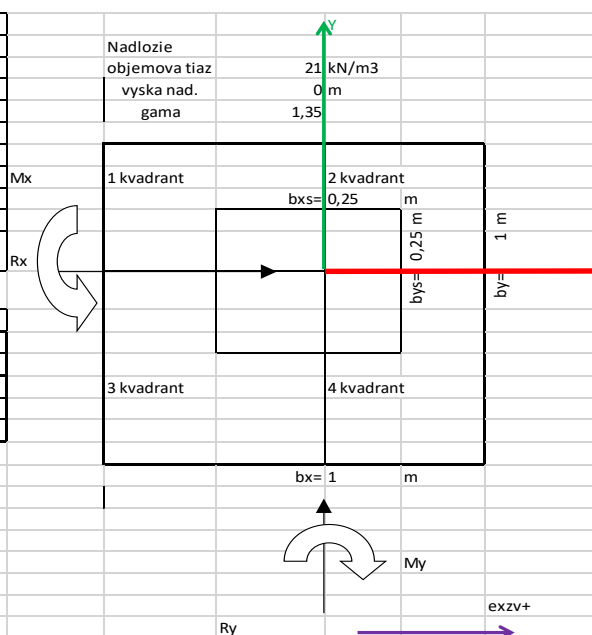 Y
Nadlozie
objemova tiaz 21 kN/m3
vyska nad. 0 m
gama 1,35
Mx 1 kvadrant 2 kvadrant
bxs= 0,25 m
bys= 0,25 m
by= 1 m
Rx
3 kvadrant 4 kvadrant
bx= 1 m
My
exzv+
Ry